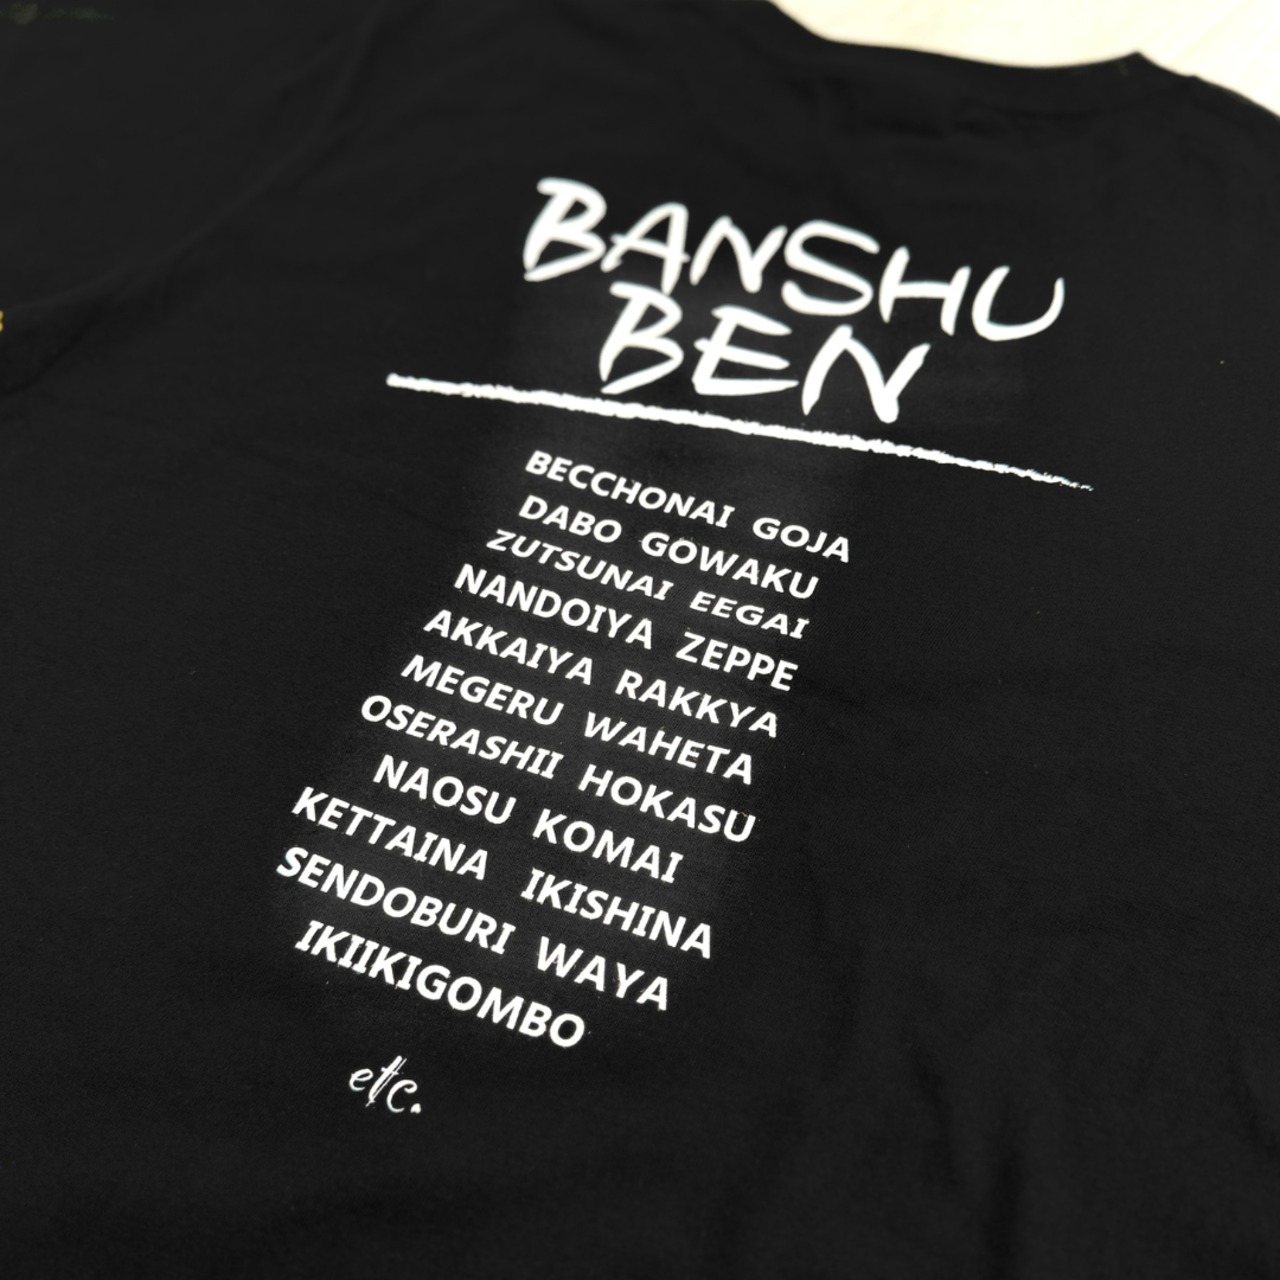 BANSHU
BEN
BECCHONAI GOJA
DABO GOWAKU
ZUTSUNAI EEGAI
NANDOIYA ZEPPE
AKKAIYA RAKKYA
MEGERU WAHETA
OSERASHII HOKASU
NAOSU KOMAI
KETTAINA IKISHINA
SENDOBURI WAYA
IKIIKIGOMBO
etc.